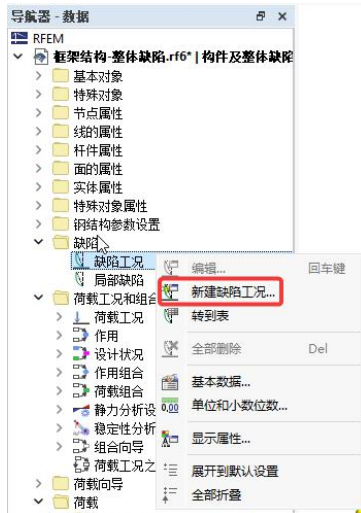 导航器 - 数据
RFEM
框架结构-整体缺陷.rf6* | 构件及整体缺陷
基本对象
特殊对象
节点属性
线的属性
杆件属性
面的属性
实体属性
特殊对象属性
钢结构参数设置
缺陷
缺陷工况
编辑... 回车键
局部缺陷
新建缺陷工况...
荷载工况和组合
荷载工况
转到表
作用
设计状况
全部删除 Del
作用组合
荷载组合
基本数据...
静力分析设
单位和小数位数...
稳定性分析
组合向导
显示属性...
荷载工况之
展开到默认设置
荷载向导
全部折叠
荷载